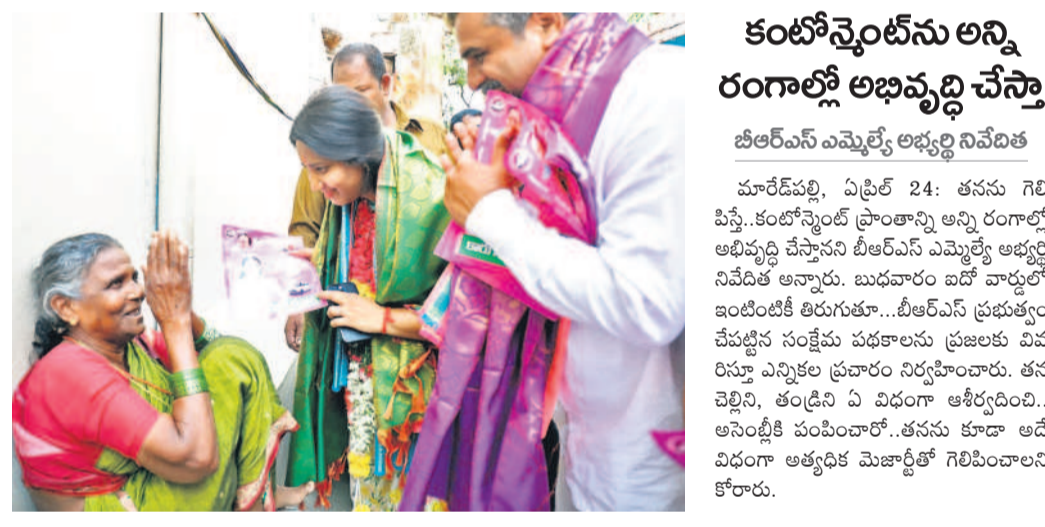 కంటోన్మెంట్‌ను అన్ని
రంగాల్లో అభివృద్ధి చేస్తా
బీఆర్ఎస్ ఎమ్మెల్యే అభ్యర్థి నివేదిత
మారేడ్‌పల్లి, ఏప్రిల్ 24: తనను గెలి
పిస్తే..కంటోన్మెంట్ ప్రాంతాన్ని అన్ని రంగాల్లో
అభివృద్ధి చేస్తానని బీఆర్ఎస్ ఎమ్మెల్యే అభ్యర్థి
నివేదిత అన్నారు. బుధవారం ఐదో వార్డులో
ఇంటింటికీ తిరుగుతూ...బీఆర్ఎస్ ప్రభుత్వం
చేపట్టిన సంక్షేమ పథకాలను ప్రజలకు వివ
రిస్తూ ఎన్నికల ప్రచారం నిర్వహించారు. తన
చెల్లిని, తండ్రిని ఏ విధంగా ఆశీర్వదించి..
అసెంబ్లీకి పంపించారో..తనను కూడా అదే
విధంగా అత్యధిక మెజార్టీతో గెలిపించాలని
కోరారు.